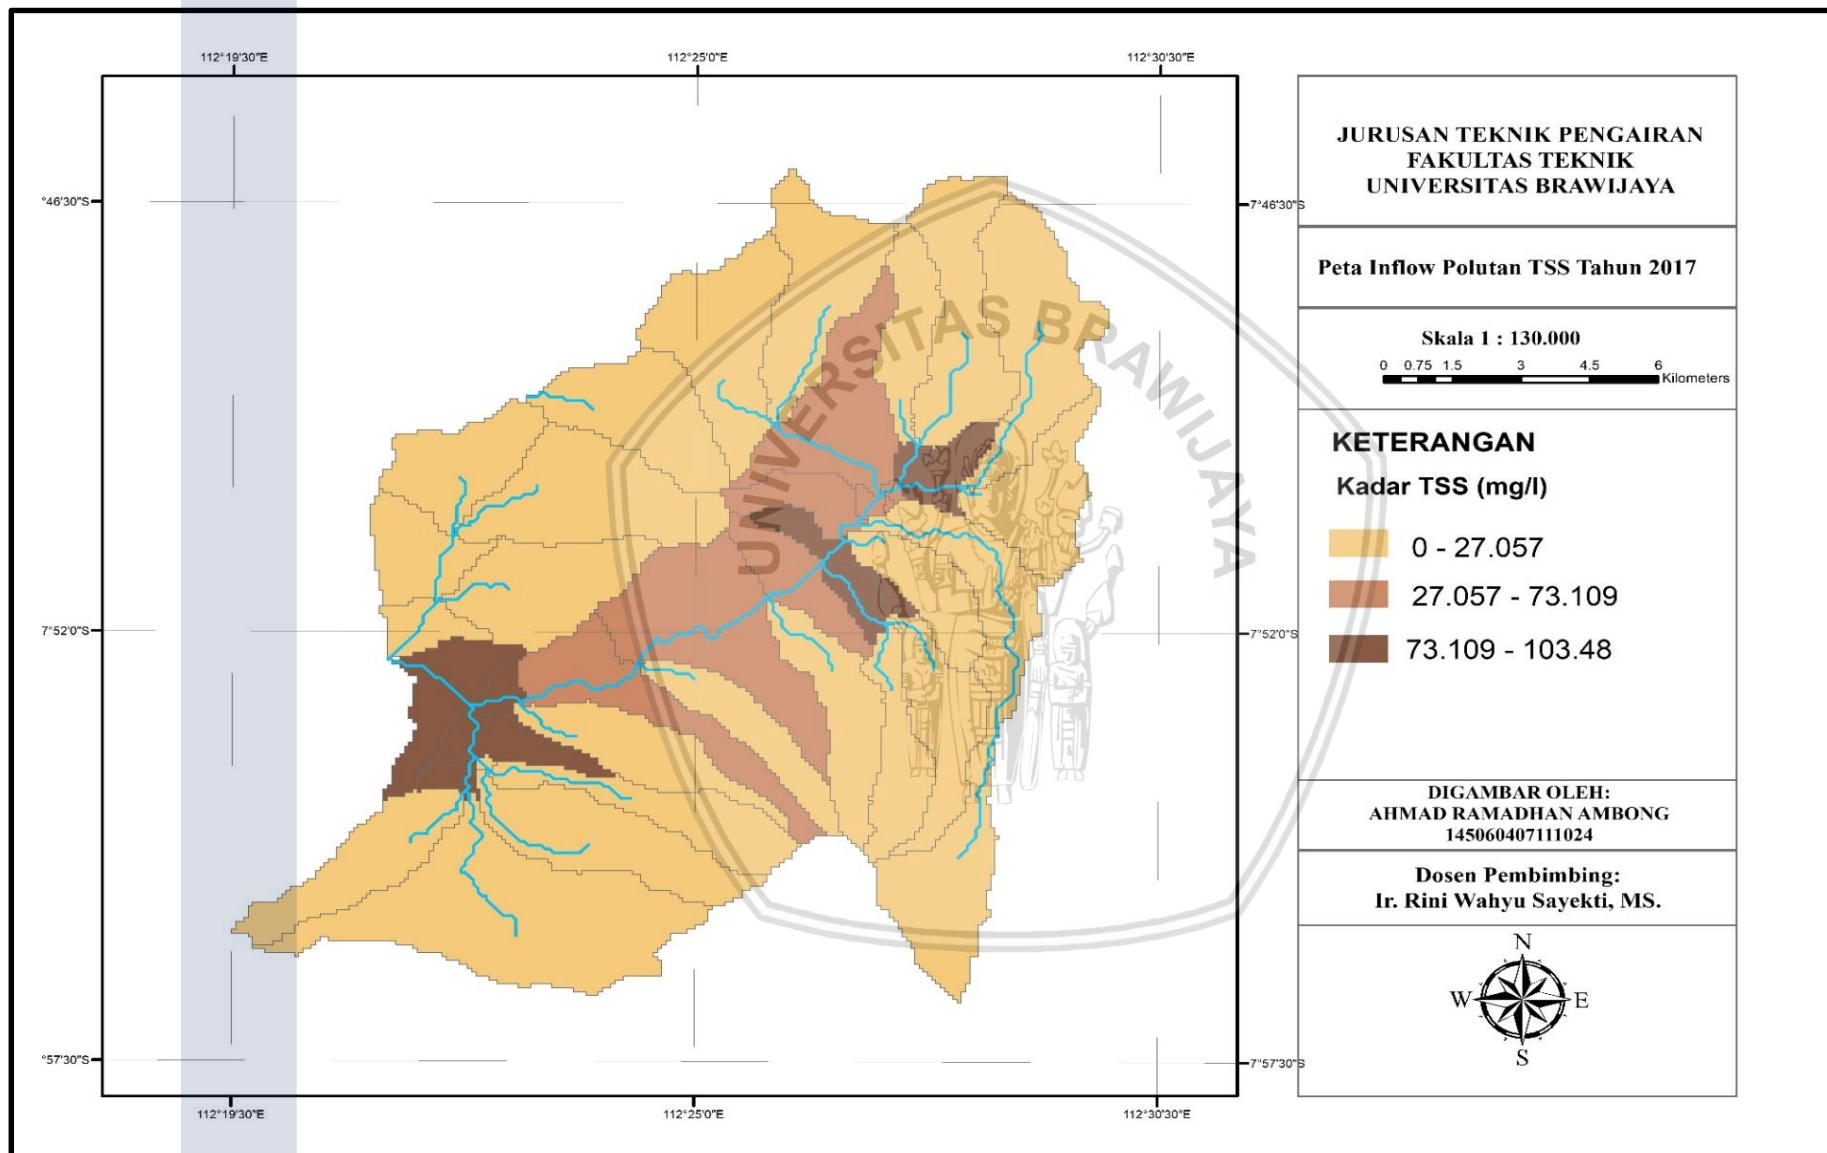 112°19'30"E
112°25'0"E
112°30'30"E
°46'30"S
7°46'30"S
7°52'0"S
7°52'0"S
°57'30"S
7°57'30"S
112°19'30"E
112°25'0"E
112°30'30"E
UNIVERSITAS BRAWIJAYA
JURUSAN TEKNIK PENGAIRAN
FAKULTAS TEKNIK
UNIVERSITAS BRAWIJAYA
Peta Inflow Polutan TSS Tahun 2017
Skala 1 : 130.000
0 0.75 1.5 3 4.5 6
Kilometers
KETERANGAN
Kadar TSS (mg/l)
0 - 27.057
27.057 - 73.109
73.109 - 103.48
DIGAMBAR OLEH:
AHMAD RAMADHAN AMBONG
145060407111024
Dosen Pembimbing:
Ir. Rini Wahyu Sayekti, MS.
N
W E
S